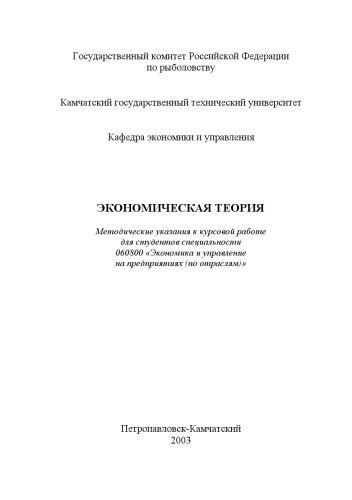 Государственный комитет Российской Федерации
по рыболовству
Камчатский государственный технический университет
Кафедра экономики и управления
ЭКОНОМИЧЕСКАЯ ТЕОРИЯ
Методические указания к курсовой работе
для студентов специальности
060800 «Экономика и управление
на предприятиях (по отраслям)»
Петропавловск-Камчатский
2003